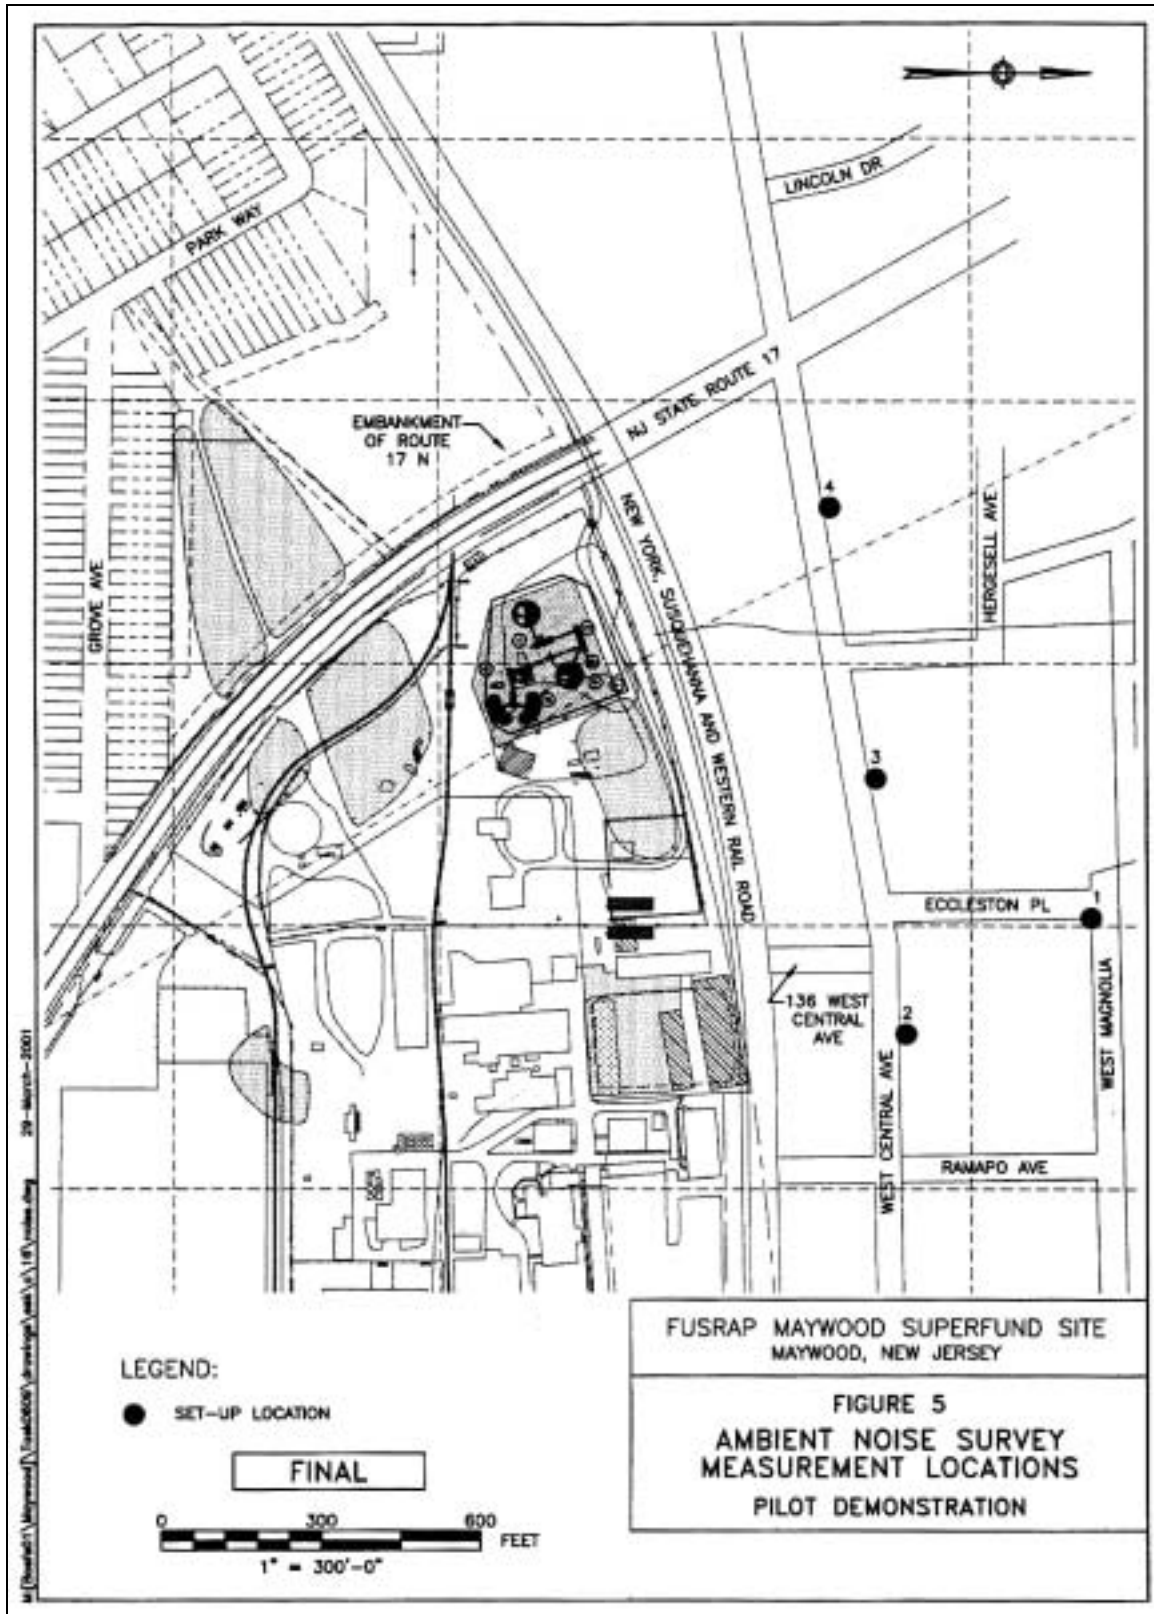 LINCOLN DR
PARK WAY
NJ STATE ROUTE 17
EMBANKMENT
OF ROUTE
17 N
4
NEW YORK, SUSQUEHANNA AND WESTERN RAIL ROAD
HERGESELL AVE
GROVE AVE
3
ECCLESTON PL
1
136 WEST
CENTRAL
AVE
2
WEST MAGNOLIA
WEST CENTRAL AVE
RAMAPO AVE
29-March-2001
LEGEND:
SET-UP LOCATION
FINAL
0 300 600
FEET
1" = 300'-0"
FUSRAP MAYWOOD SUPERFUND SITE
MAYWOOD, NEW JERSEY
FIGURE 5
AMBIENT NOISE SURVEY
MEASUREMENT LOCATIONS
PILOT DEMONSTRATION